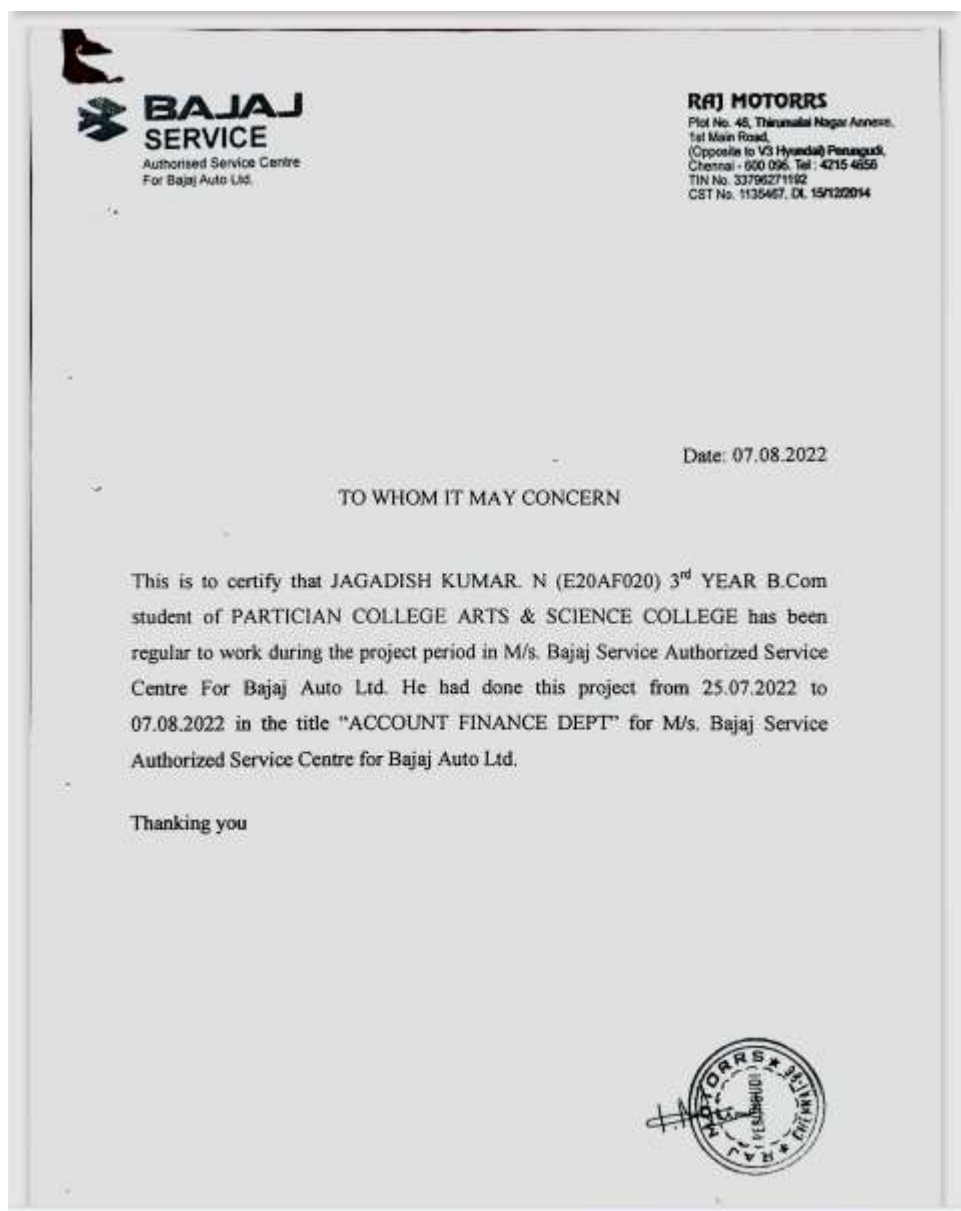 BAJAJ
SERVICE
Authorised Service Centre
For Bajaj Auto Ltd.
RAJ MOTORRS
Plot No. 46, Thirumalai Nagar Annexe,
1st Main Road,
(Opposite to V3 Hyundai) Perungudi,
Chennai - 600 096. Tel : 4215 4656
TIN No. 33796271192
CST No. 1135467, Dt. 15/12/2014
Date: 07.08.2022
TO WHOM IT MAY CONCERN
This is to certify that JAGADISH KUMAR. N (E20AF020) 3rd YEAR B.Com
student of PARTICIAN COLLEGE ARTS & SCIENCE COLLEGE has been
regular to work during the project period in M/s. Bajaj Service Authorized Service
Centre For Bajaj Auto Ltd. He had done this project from 25.07.2022 to
07.08.2022 in the title “ACCOUNT FINANCE DEPT” for M/s. Bajaj Service
Authorized Service Centre for Bajaj Auto Ltd.
Thanking you
RAJ MOTORRS
PERUNGUDI